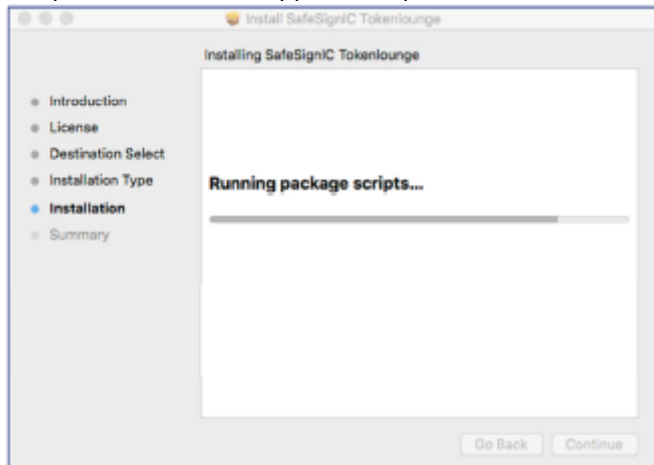 Install SafeSignIC Tokenlounge
Installing SafeSignIC Tokenlounge
Introduction
License
Destination Select
Installation Type
Installation
Summary
Running package scripts...
Go Back
Continue